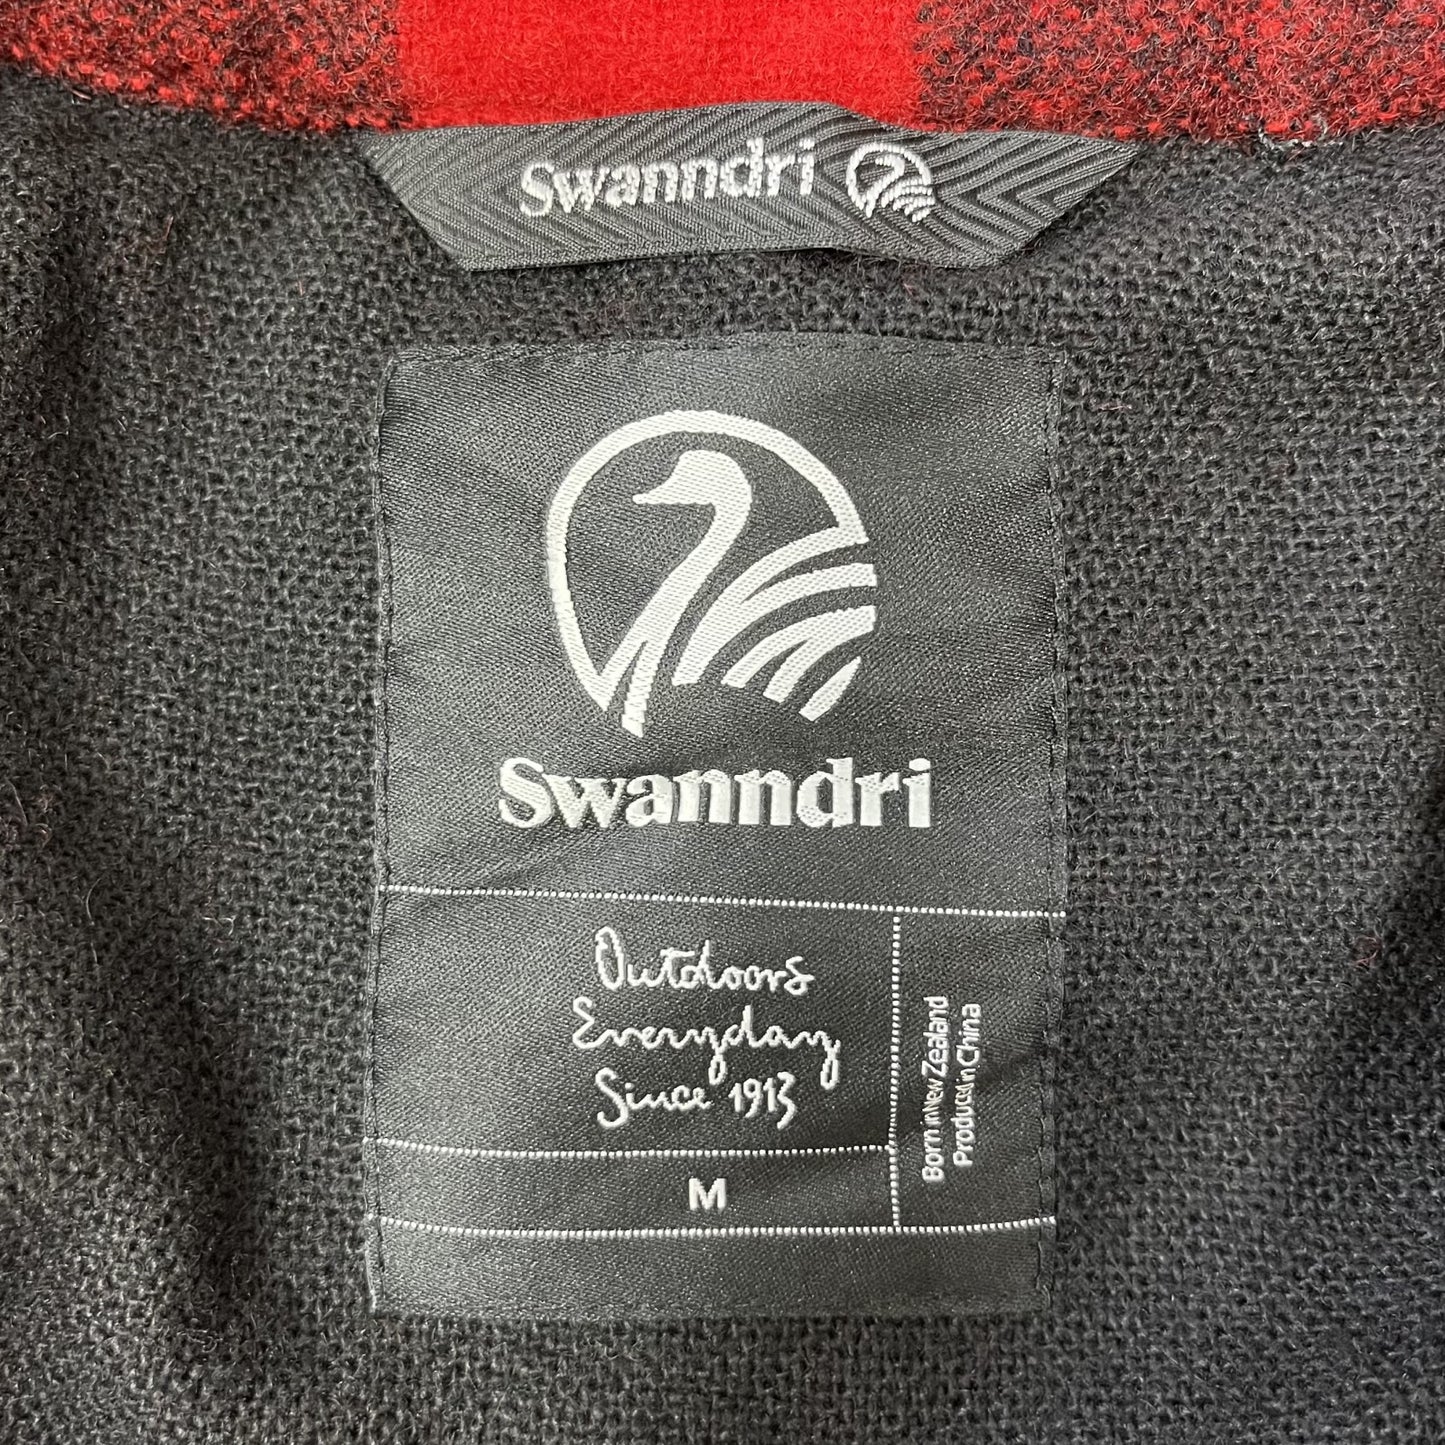 Swanndri
Swanndri
Outdoors
Everyday
Since 1913
M
Born in New Zealand
Produced in China